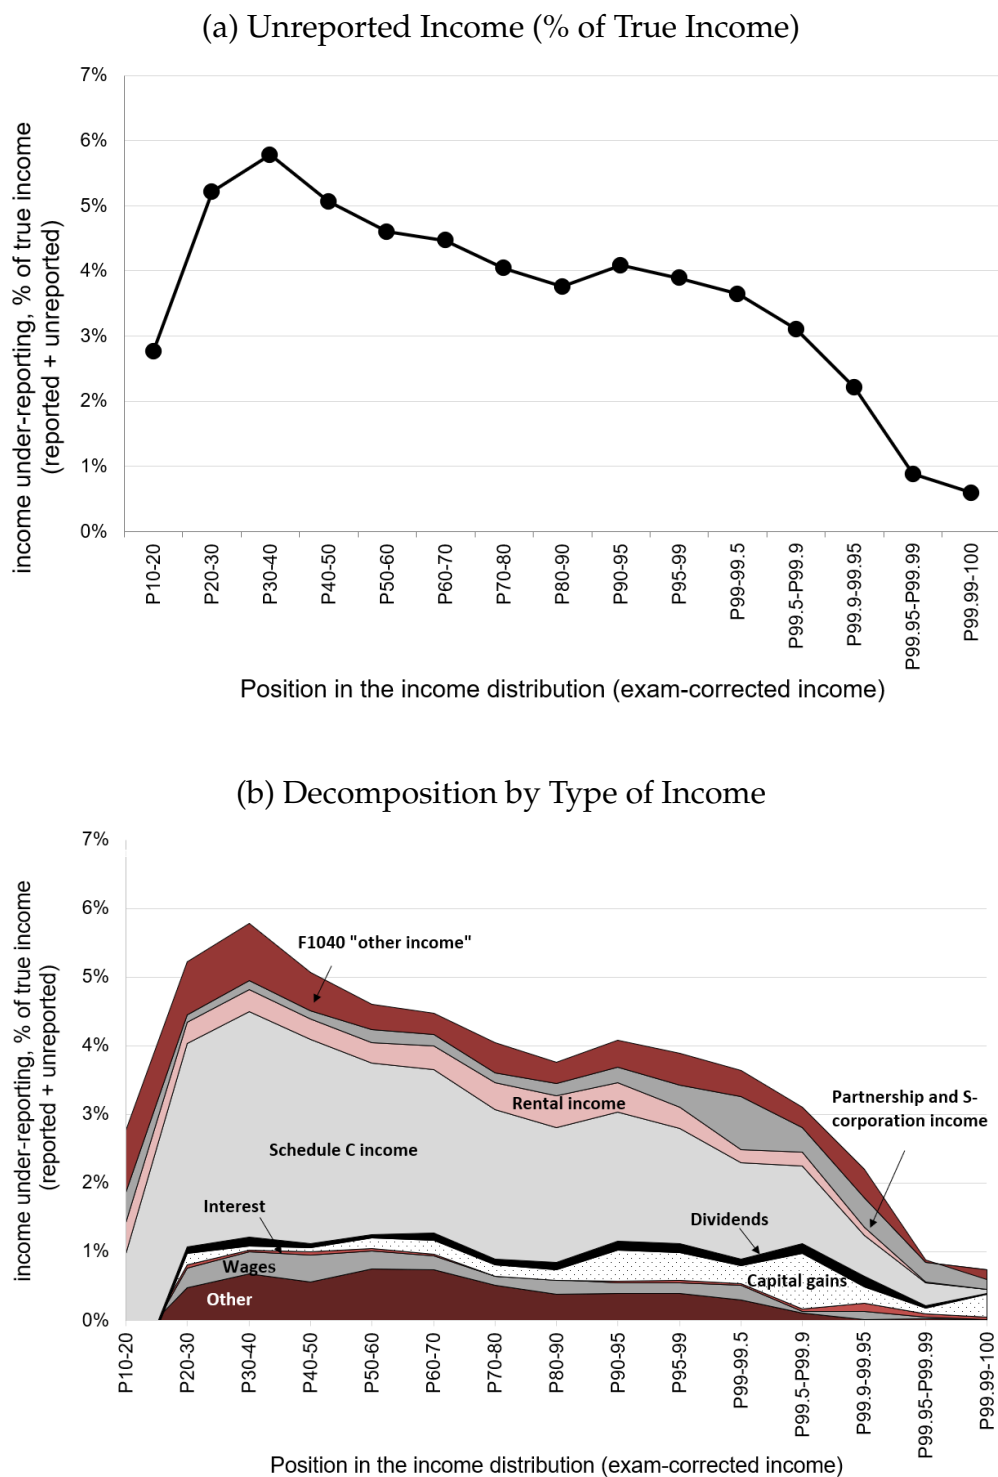 (a) Unreported Income (% of True Income)
7%
6%
5%
4%
3%
2%
1%
0%
income under-reporting, % of true income
(reported + unreported)
P10-20
P20-30
P30-40
P40-50
P50-60
P60-70
P70-80
P80-90
P90-95
P95-99
P99-99.5
P99.5-P99.9
P99.9-99.95
P99.95-P99.99
P99.99-100
Position in the income distribution (exam-corrected income)
(b) Decomposition by Type of Income
7%
6%
5%
4%
3%
2%
1%
0%
income under-reporting, % of true income
(reported + unreported)
F1040 "other income"
Partnership and S-
corporation income
Rental income
Schedule C income
Interest
Dividends
Wages
Capital gains
Other
P10-20
P20-30
P30-40
P40-50
P50-60
P60-70
P70-80
P80-90
P90-95
P95-99
P99-99.5
P99.5-P99.9
P99.9-99.95
P99.95-P99.99
P99.99-100
Position in the income distribution (exam-corrected income)